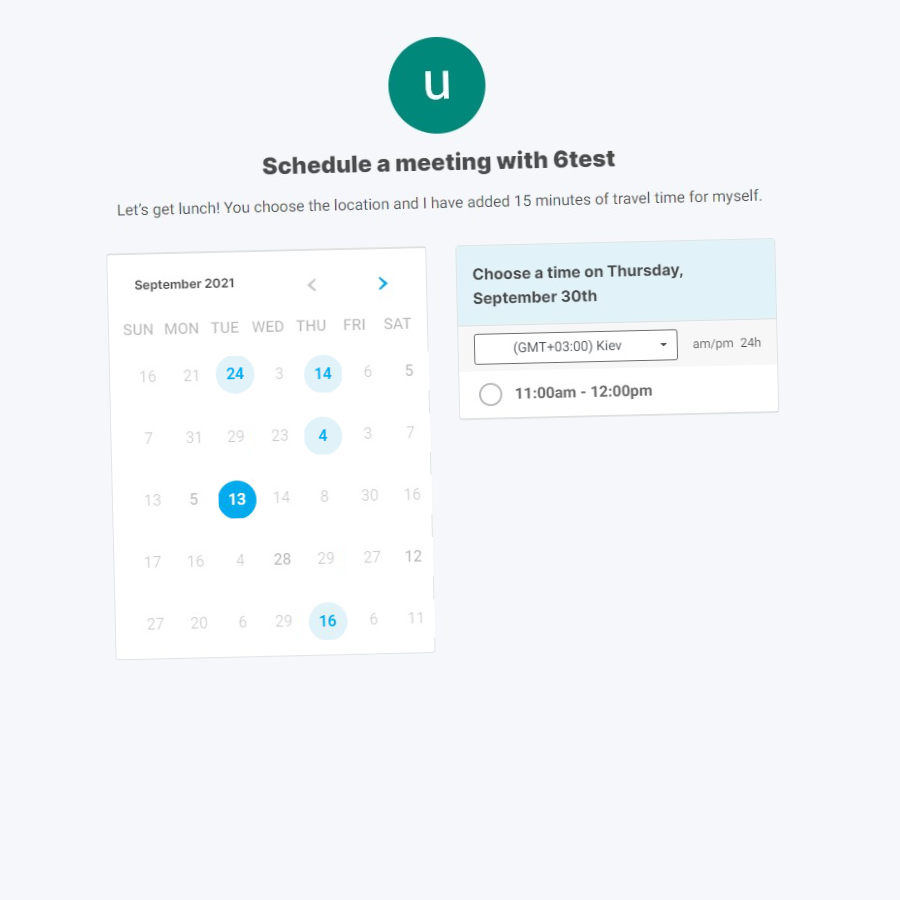 u
Schedule a meeting with 6test
Let's get lunch! You choose the location and I have added 15 minutes of travel time for myself.
September 2021
SUN MON TUE WED THU FRI SAT
16 21 24 3 14 6 5
7 31 29 23 4 3 7
13 5 13 14 8 30 16
17 16 4 28 29 27 12
27 20 6 29 16 6 11
Choose a time on Thursday,
September 30th
(GMT+03:00) Kiev am/pm 24h
11:00am - 12:00pm